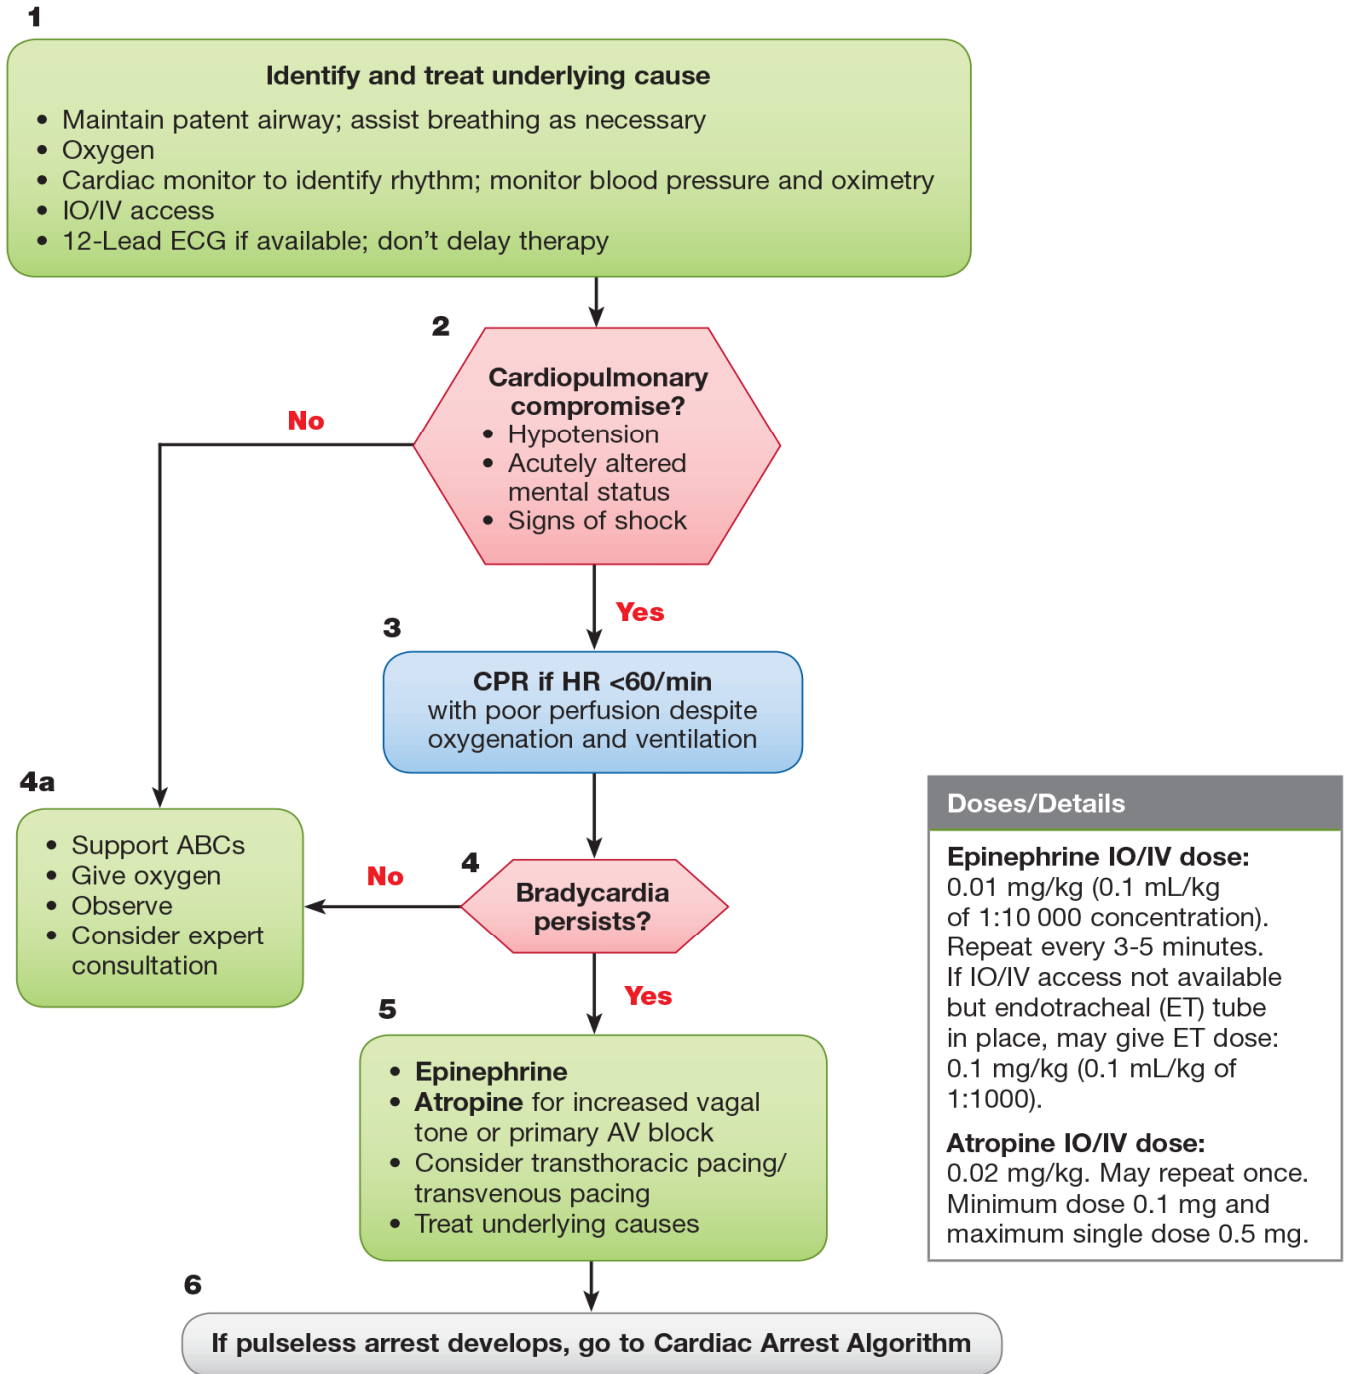 1
Identify and treat underlying cause
• Maintain patent airway; assist breathing as necessary
• Oxygen
• Cardiac monitor to identify rhythm; monitor blood pressure and oximetry
• IO/IV access
• 12-Lead ECG if available; don’t delay therapy
2
Cardiopulmonary
compromise?
• Hypotension
• Acutely altered
mental status
• Signs of shock
No
Yes
3
CPR if HR <60/min
with poor perfusion despite
oxygenation and ventilation
4a
• Support ABCs
• Give oxygen
• Observe
• Consider expert
consultation
No
4
Bradycardia
persists?
Yes
5
• Epinephrine
• Atropine for increased vagal
tone or primary AV block
• Consider transthoracic pacing/
transvenous pacing
• Treat underlying causes
6
If pulseless arrest develops, go to Cardiac Arrest Algorithm
Doses/Details
Epinephrine IO/IV dose:
0.01 mg/kg (0.1 mL/kg
of 1:10 000 concentration).
Repeat every 3-5 minutes.
If IO/IV access not available
but endotracheal (ET) tube
in place, may give ET dose:
0.1 mg/kg (0.1 mL/kg of
1:1000).
Atropine IO/IV dose:
0.02 mg/kg. May repeat once.
Minimum dose 0.1 mg and
maximum single dose 0.5 mg.